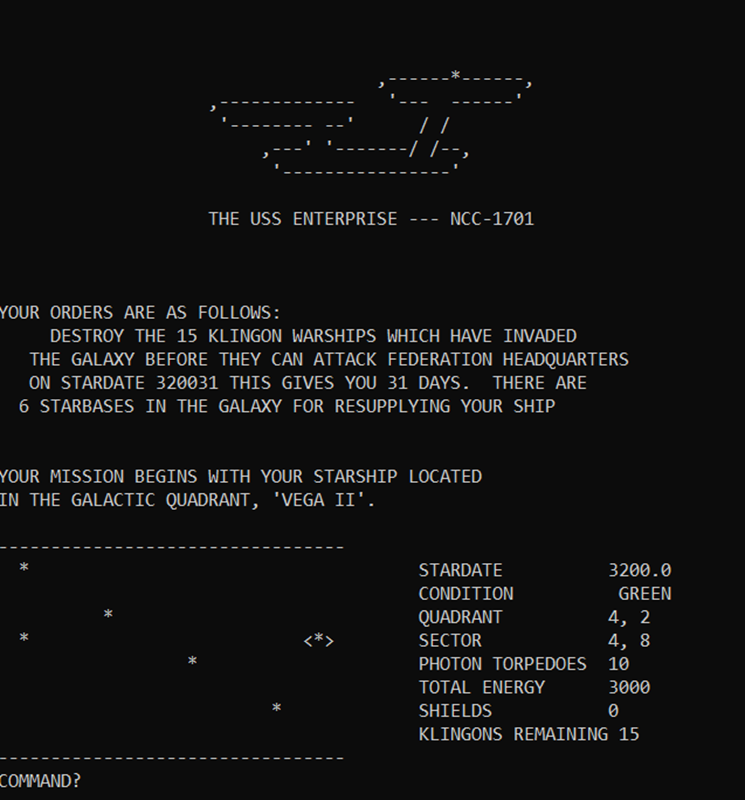 ,------*------,
,-------------   '---  ------'
'-------- --'      / /
,---' '-------/ /--,
'----------------'
THE USS ENTERPRISE --- NCC-1701
YOUR ORDERS ARE AS FOLLOWS:
DESTROY THE 15 KLINGON WARSHIPS WHICH HAVE INVADED
THE GALAXY BEFORE THEY CAN ATTACK FEDERATION HEADQUARTERS
ON STARDATE 320031 THIS GIVES YOU 31 DAYS.  THERE ARE
6 STARBASES IN THE GALAXY FOR RESUPPLYING YOUR SHIP
YOUR MISSION BEGINS WITH YOUR STARSHIP LOCATED
IN THE GALACTIC QUADRANT, 'VEGA II'.
---------------------------------
*                                     STARDATE          3200.0
CONDITION          GREEN
*                             QUADRANT          4, 2
*                          <*>        SECTOR            4, 8
*                     PHOTON TORPEDOES  10
TOTAL ENERGY      3000
*             SHIELDS           0
KLINGONS REMAINING 15
---------------------------------
COMMAND?